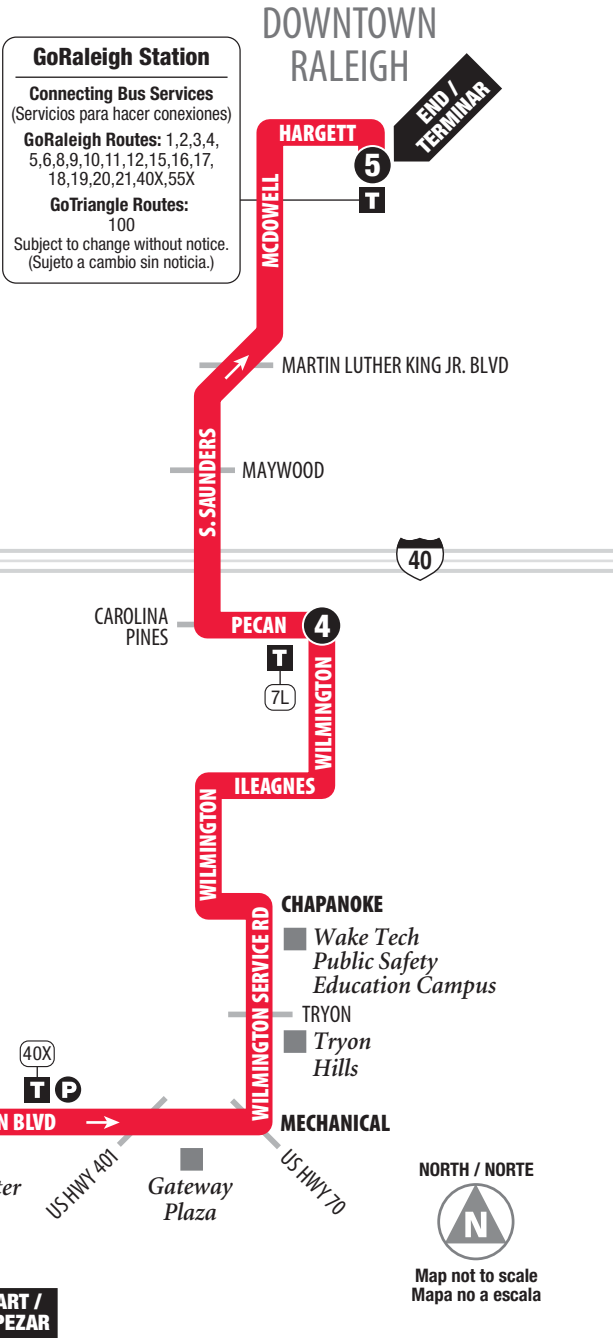 DOWNTOWN
RALEIGH
GoRaleigh Station
Connecting Bus Services
(Servicios para hacer conexiones)
GoRaleigh Routes: 1,2,3,4,
5,6,8,9,10,11,12,15,16,17,
18,19,20,21,40X,55X
GoTriangle Routes:
100
Subject to change without notice.
(Sujeto a cambio sin noticia.)
END /
TERMINAR
HARGETT
5
T
MCDOWELL
MARTIN LUTHER KING JR. BLVD
S. SAUNDERS
MAYWOOD
40
CAROLINA
PINES
PECAN
4
T
7L
WILMINGTON
ILEAGNES
WILMINGTON
CHAPANOKE
WILMINGTON SERVICE RD
Wake Tech
Public Safety
Education Campus
TRYON
Tryon
Hills
40X
T P
N BLVD
MECHANICAL
US HWY 401
US HWY 70
ter
Gateway
Plaza
NORTH / NORTE
N
Map not to scale
Mapa no a escala
ART /
PEZAR